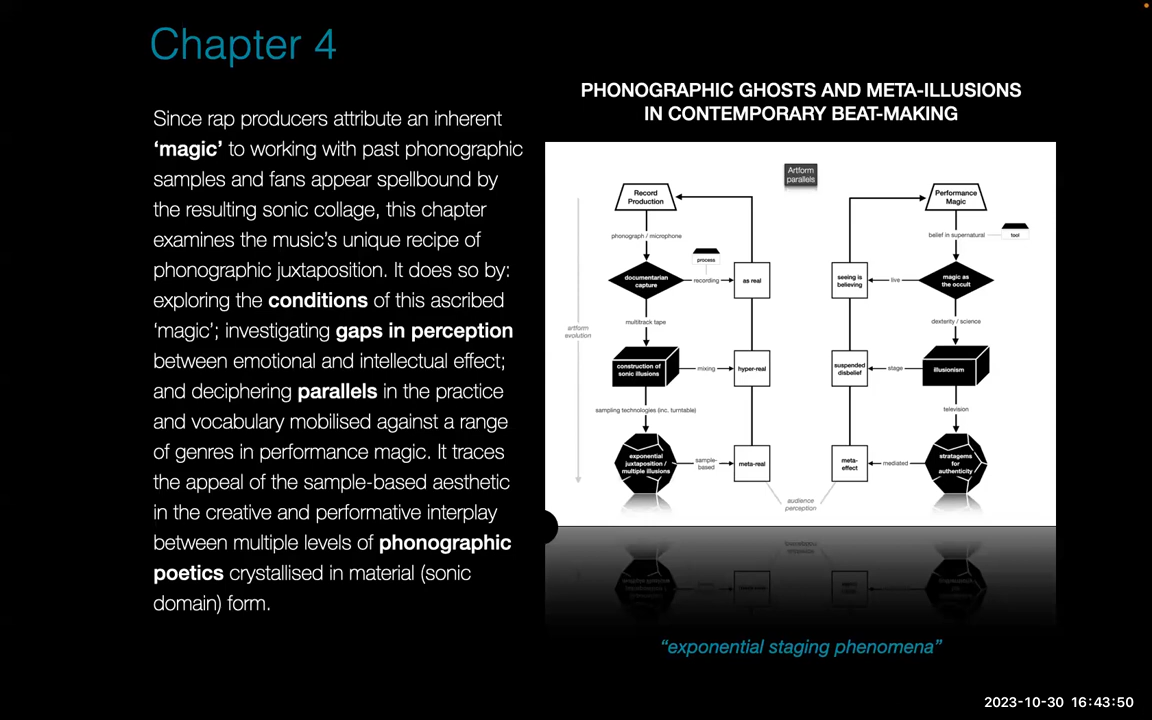 Chapter 4
Since rap producers attribute an inherent
‘magic’ to working with past phonographic
samples and fans appear spellbound by
the resulting sonic collage, this chapter
examines the music’s unique recipe of
phonographic juxtaposition. It does so by:
exploring the conditions of this ascribed
‘magic’; investigating gaps in perception
between emotional and intellectual effect;
and deciphering parallels in the practice
and vocabulary mobilised against a range
of genres in performance magic. It traces
the appeal of the sample-based aesthetic
in the creative and performative interplay
between multiple levels of phonographic
poetics crystallised in material (sonic
domain) form.
PHONOGRAPHIC GHOSTS AND META-ILLUSIONS
IN CONTEMPORARY BEAT-MAKING
Artform
parallels
Record
Production
Performance
Magic
phonograph / microphone
belief in supernatural
tool
process
documentarian
capture
recording
as real
seeing is
believing
live
magic as
the occult
multitrack tape
dexterity / science
artform
evolution
construction of
sonic illusions
mixing
hyper-real
suspended
disbelief
stage
illusionism
sampling technologies (inc. turntable)
television
exponential
juxtaposition /
multiple illusions
sample-
based
meta-real
meta-
effect
mediated
stratagems
for
authenticity
audience
perception
“exponential staging phenomena”
2023-10-30 16:43:50